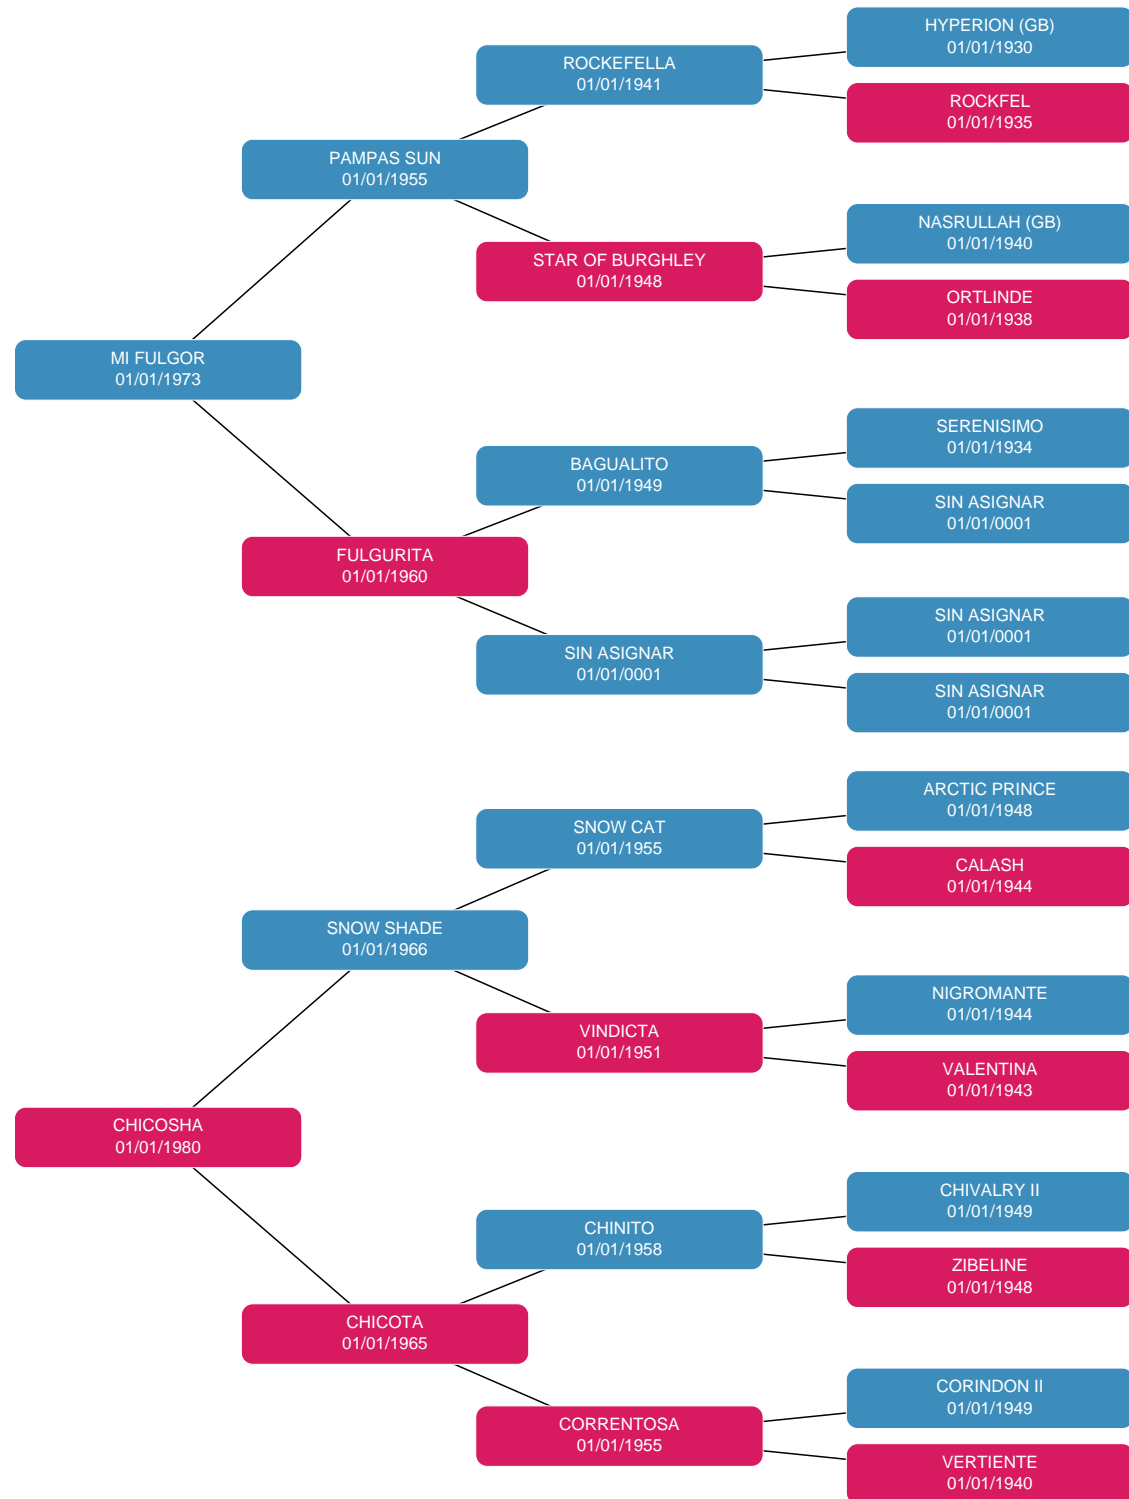 HYPERION (GB)
01/01/1930
ROCKEFELLA
01/01/1941
ROCKFEL
01/01/1935
PAMPAS SUN
01/01/1955
NASRULLAH (GB)
01/01/1940
STAR OF BURGHLEY
01/01/1948
ORTLINDE
01/01/1938
MI FULGOR
01/01/1973
SERENISIMO
01/01/1934
BAGUALITO
01/01/1949
SIN ASIGNAR
01/01/0001
FULGURITA
01/01/1960
SIN ASIGNAR
01/01/0001
SIN ASIGNAR
01/01/0001
SIN ASIGNAR
01/01/0001
ARCTIC PRINCE
01/01/1948
SNOW CAT
01/01/1955
CALASH
01/01/1944
SNOW SHADE
01/01/1966
NIGROMANTE
01/01/1944
VINDICTA
01/01/1951
VALENTINA
01/01/1943
CHICOSHA
01/01/1980
CHIVALRY II
01/01/1949
CHINITO
01/01/1958
ZIBELINE
01/01/1948
CHICOTA
01/01/1965
CORINDON II
01/01/1949
CORRENTOSA
01/01/1955
VERTIENTE
01/01/1940